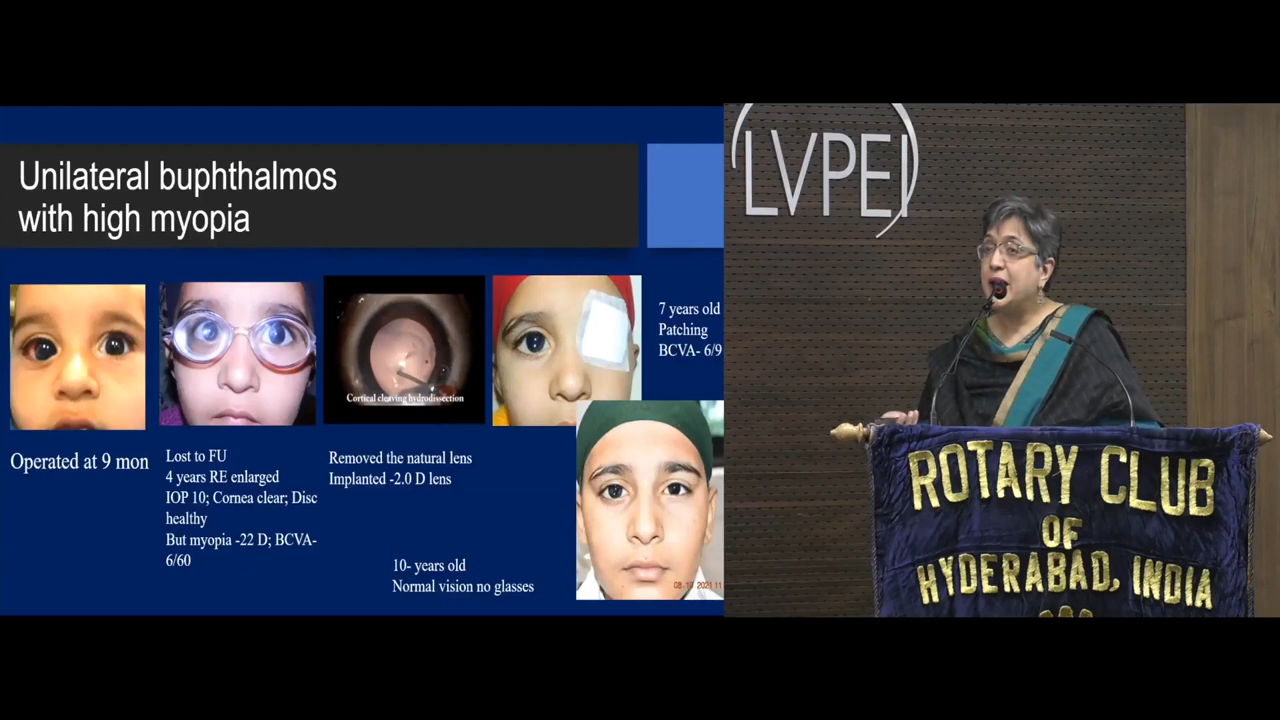 Unilateral buphthalmos
with high myopia
Cortical cleaving hydrodissection
7 years old
Patching
BCVA- 6/9
Operated at 9 mon
Lost to FU
4 years RE enlarged
IOP 10; Cornea clear; Disc
healthy
But myopia -22 D; BCVA-
6/60
Removed the natural lens
Implanted -2.0 D lens
10- years old
Normal vision no glasses
LVPEI
ROTARY CLUB
OF
HYDERABAD, INDIA